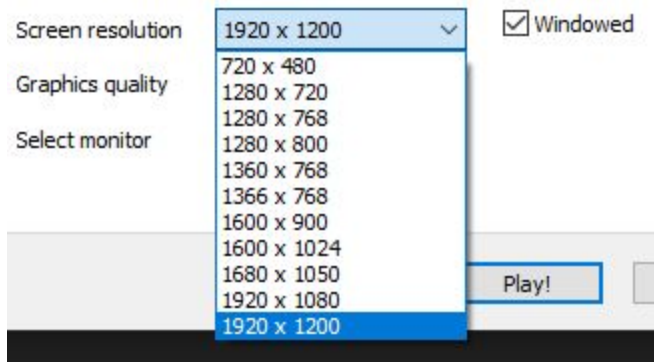 Screen resolution 1920 x 1200 Windowed
720 x 480
Graphics quality 1280 x 720
1280 x 768
Select monitor 1280 x 800
1360 x 768
1366 x 768
1600 x 900
1600 x 1024
1680 x 1050 Play!
1920 x 1080
1920 x 1200